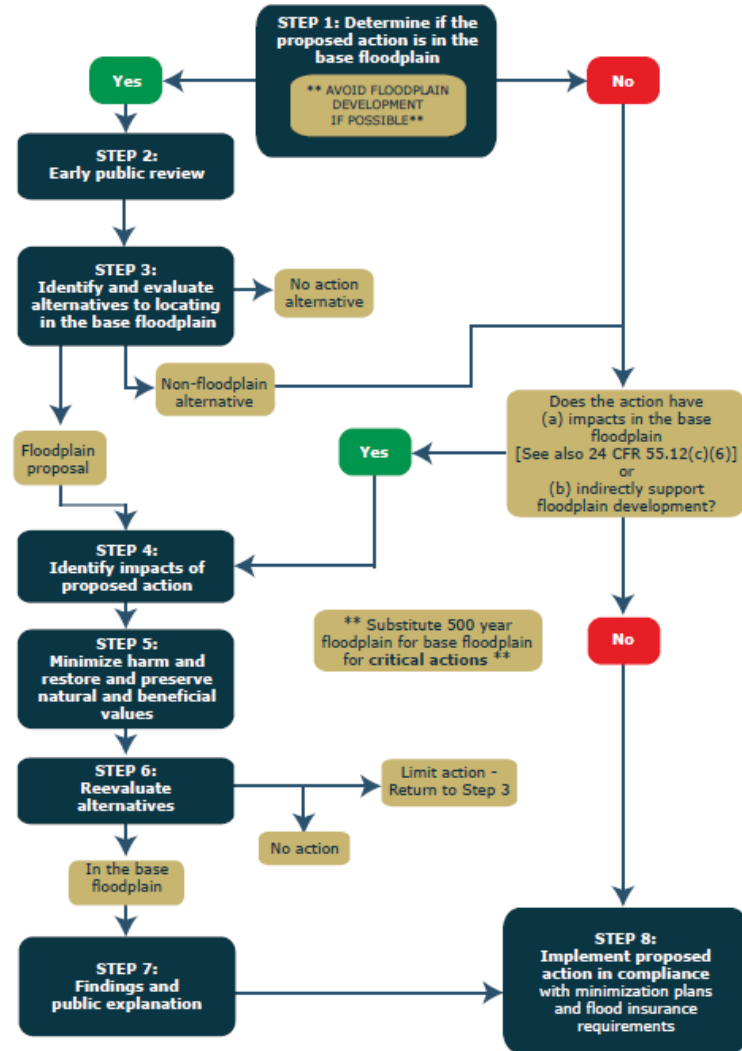 STEP 1: Determine if the
proposed action is in the
base floodplain
** AVOID FLOODPLAIN
DEVELOPMENT
IF POSSIBLE**
Yes
No
STEP 2:
Early public review
STEP 3:
Identify and evaluate
alternatives to locating
in the base floodplain
No action
alternative
Non-floodplain
alternative
Floodplain
proposal
Does the action have
(a) impacts in the base
floodplain
[See also 24 CFR 55.12(c)(6)]
or
(b) indirectly support
floodplain development?
Yes
STEP 4:
Identify impacts of
proposed action
** Substitute 500 year
floodplain for base floodplain
for critical actions **
No
STEP 5:
Minimize harm and
restore and preserve
natural and beneficial
values
STEP 6:
Reevaluate
alternatives
Limit action -
Return to Step 3
No action
In the base
floodplain
STEP 7:
Findings and
public explanation
STEP 8:
Implement proposed
action in compliance
with minimization plans
and flood insurance
requirements